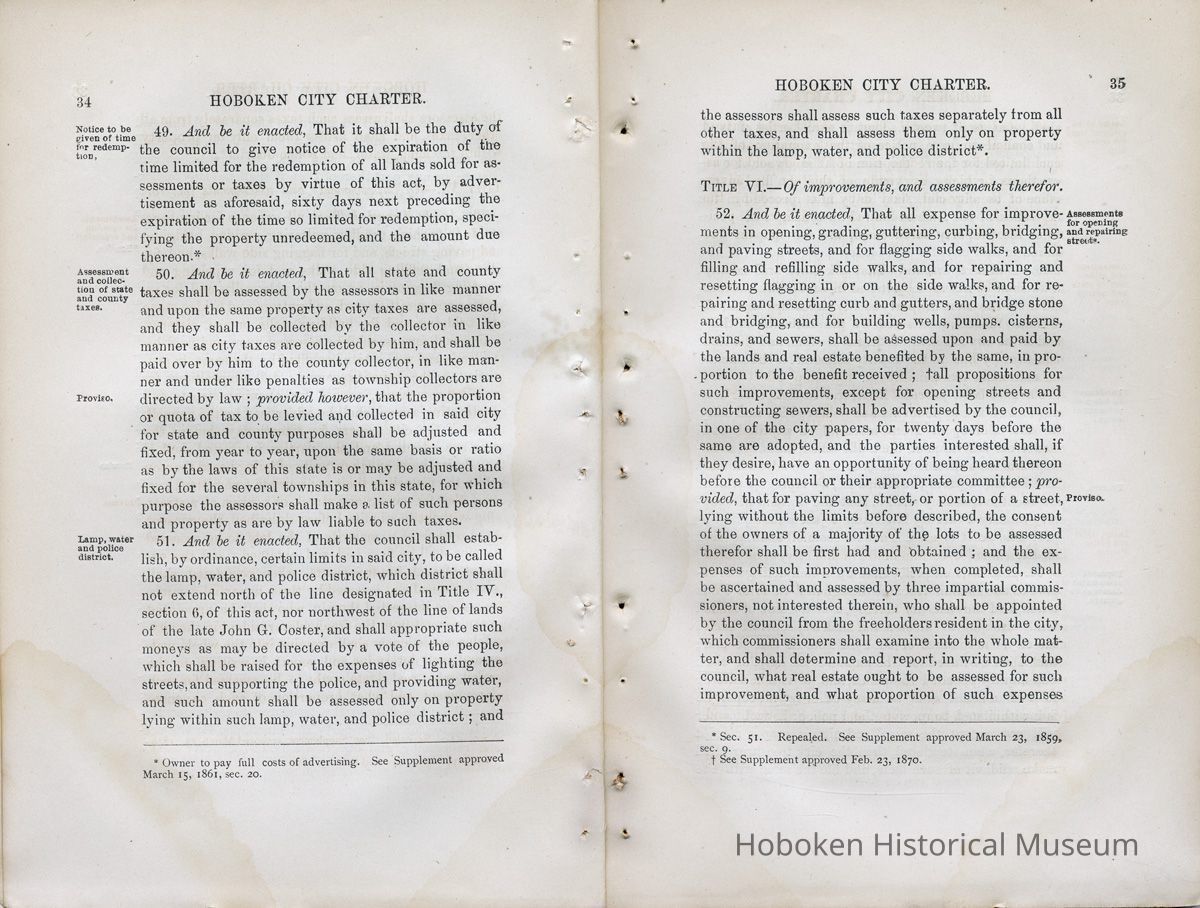 34 HOBOKEN CITY CHARTER.
Notice to be
given of time
for redemp-
tion,
49. And be it enacted, That it shall be the duty of
the council to give notice of the expiration of the
time limited for the redemption of all lands sold for as-
sessments or taxes by virtue of this act, by adver-
tisement as aforesaid, sixty days next preceding the
expiration of the time so limited for redemption, speci-
fying the property unredeemed, and the amount due
thereon.*
Assessment
and collec-
tion of state
and county
taxes.
50. And be it enacted, That all state and county
taxes shall be assessed by the assessors in like manner
and upon the same property as city taxes are assessed,
and they shall be collected by the collector in like
manner as city taxes are collected by him, and shall be
paid over by him to the county collector, in like man-
ner and under like penalties as township collectors are
Proviso.
directed by law ; provided however, that the proportion
or quota of tax to be levied and collected in said city
for state and county purposes shall be adjusted and
fixed, from year to year, upon the same basis or ratio
as by the laws of this state is or may be adjusted and
fixed for the several townships in this state, for which
purpose the assessors shall make a list of such persons
and property as are by law liable to such taxes.
Lamp, water
and police
district.
51. And be it enacted, That the council shall estab-
lish, by ordinance, certain limits in said city, to be called
the lamp, water, and police district, which district shall
not extend north of the line designated in Title IV.,
section 6, of this act, nor northwest of the line of lands
of the late John G. Coster, and shall appropriate such
moneys as may be directed by a vote of the people,
which shall be raised for the expenses of lighting the
streets, and supporting the police, and providing water,
and such amount shall be assessed only on property
lying within such lamp, water, and police district ; and
* Owner to pay full costs of advertising. See Supplement approved
March 15, 1861, sec. 20.
HOBOKEN CITY CHARTER. 35
the assessors shall assess such taxes separately from all
other taxes, and shall assess them only on property
within the lamp, water, and police district*.
TITLE VI.—Of improvements, and assessments therefor.
52. And be it enacted, That all expense for improve-
ments in opening, grading, guttering, curbing, bridging,
and paving streets, and for flagging side walks, and for
filling and refilling side walks, and for repairing and
resetting flagging in or on the side walks, and for re-
pairing and resetting curb and gutters, and bridge stone
and bridging, and for building wells, pumps. cisterns,
drains, and sewers, shall be assessed upon and paid by
the lands and real estate benefited by the same, in pro-
portion to the benefit received ; †all propositions for
such improvements, except for opening streets and
constructing sewers, shall be advertised by the council,
in one of the city papers, for twenty days before the
same are adopted, and the parties interested shall, if
they desire, have an opportunity of being heard thereon
before the council or their appropriate committee ; pro-
vided, that for paving any street, or portion of a street,
lying without the limits before described, the consent
of the owners of a majority of the lots to be assessed
therefor shall be first had and obtained ; and the ex-
penses of such improvements, when completed, shall
be ascertained and assessed by three impartial commis-
sioners, not interested therein, who shall be appointed
by the council from the freeholders resident in the city,
which commissioners shall examine into the whole mat-
ter, and shall determine and report, in writing, to the
council, what real estate ought to be assessed for such
improvement, and what proportion of such expenses
Assessments
for opening
and repairing
streets.
Proviso.
* Sec. 51. Repealed. See Supplement approved March 23, 1859,
sec. 9.
† See Supplement approved Feb. 23, 1870.
Hoboken Historical Museum